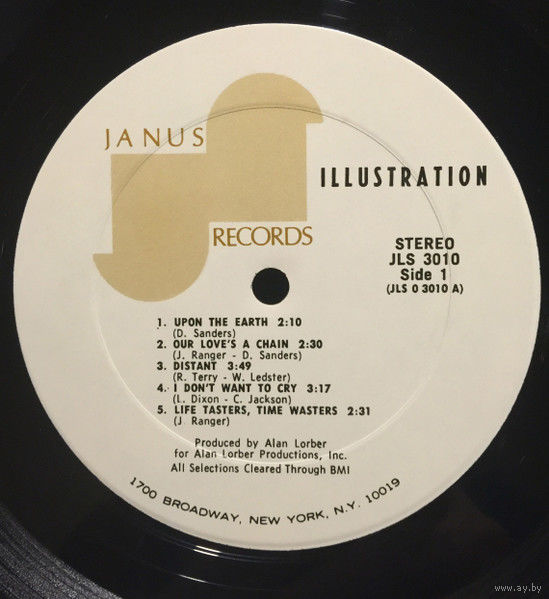 JANUS
RECORDS
ILLUSTRATION
STEREO
JLS 3010
Side 1
(JLS 0 3010 A)
1. UPON THE EARTH 2:10
(D. Sanders)
2. OUR LOVE'S A CHAIN 2:30
(J. Ranger - D. Sanders)
3. DISTANT 3:49
(R. Terry - W. Ledster)
4. I DON'T WANT TO CRY 3:17
(L. Dixon - C. Jackson)
5. LIFE TASTERS, TIME WASTERS 2:31
(J Ranger)
Produced by Alan Lorber
for Alan Lorber Productions, Inc.
All Selections Cleared Through BMI
1700 BROADWAY, NEW YORK, N.Y. 10019
www.ay.by